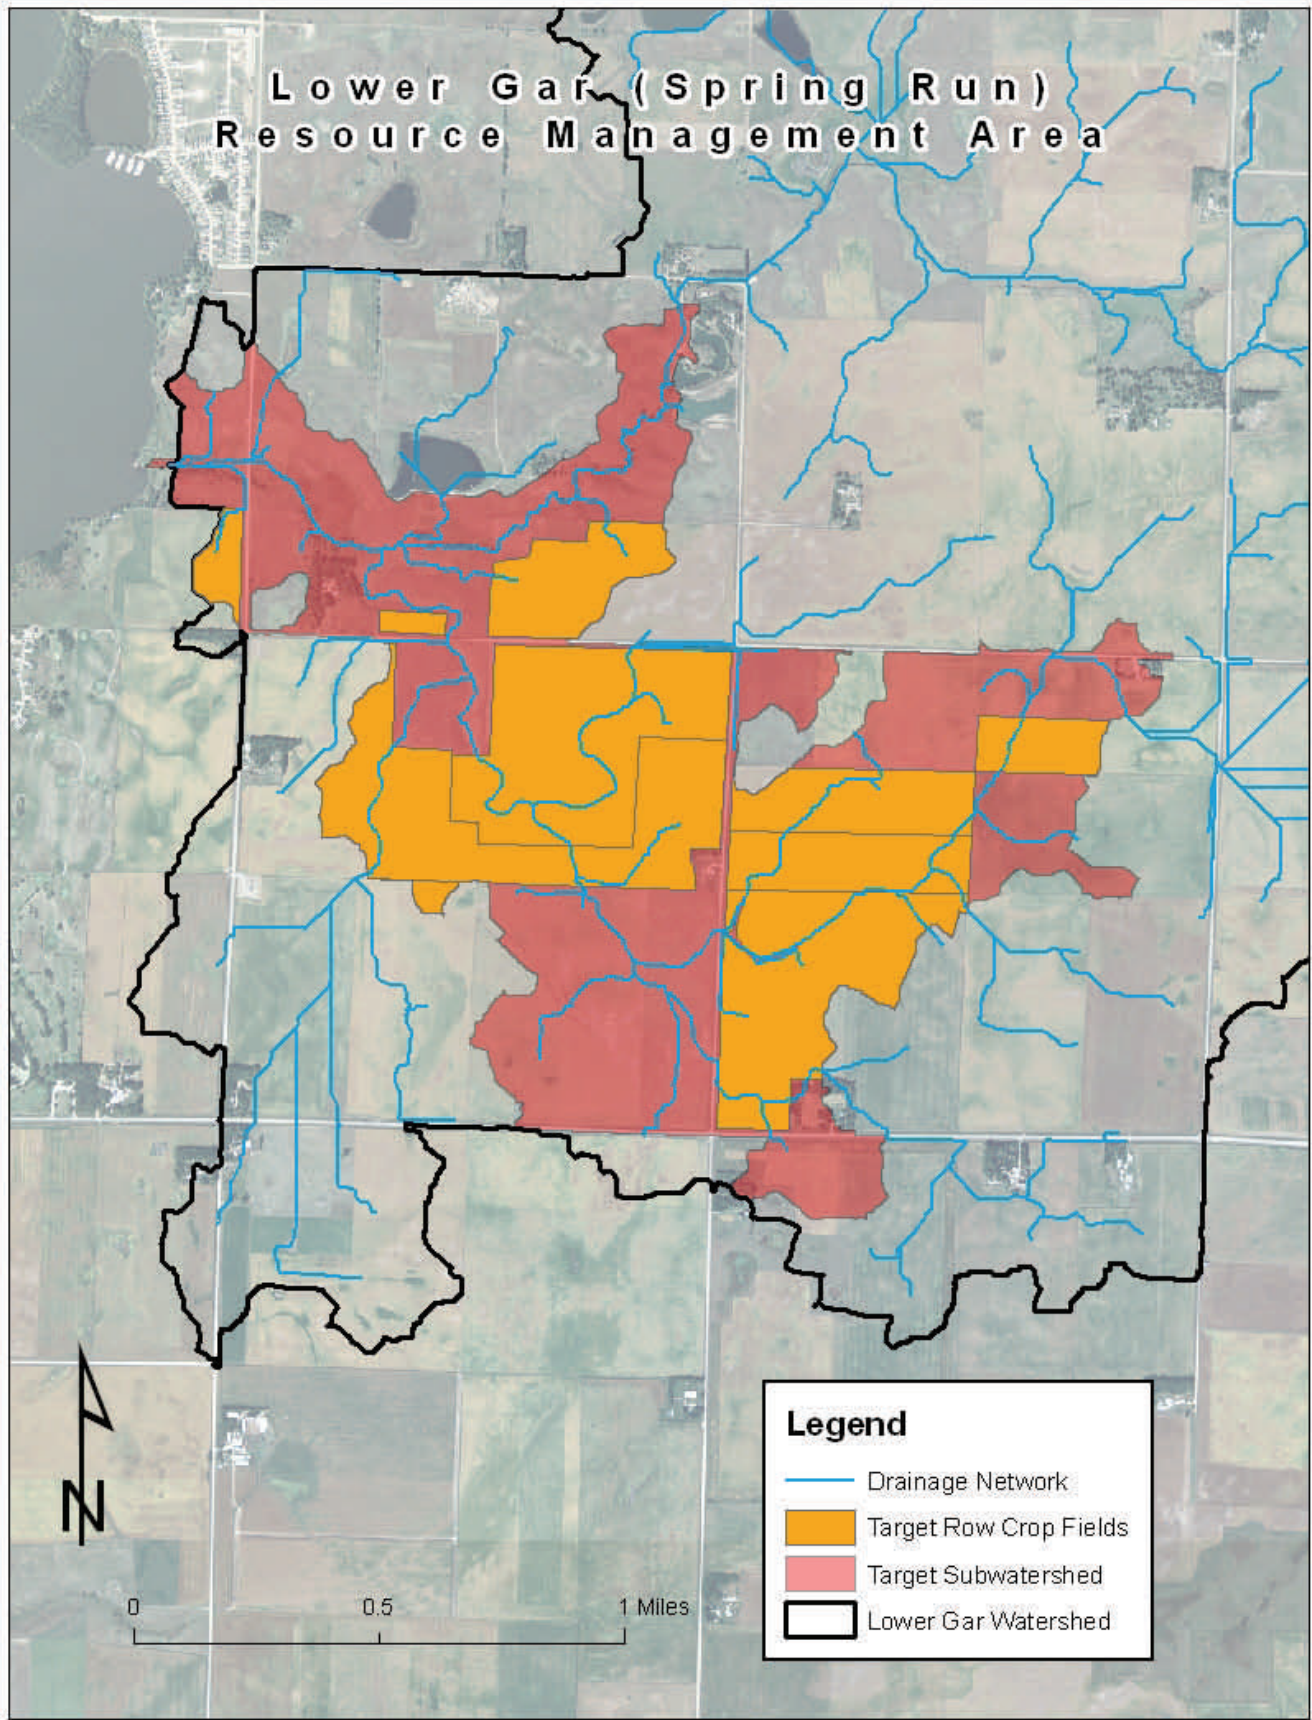 Lower Gar (Spring Run)
Resource Management Area
Legend
Drainage Network
Target Row Crop Fields
Target Subwatershed
Lower Gar Watershed
N
0 0.5 1 Miles